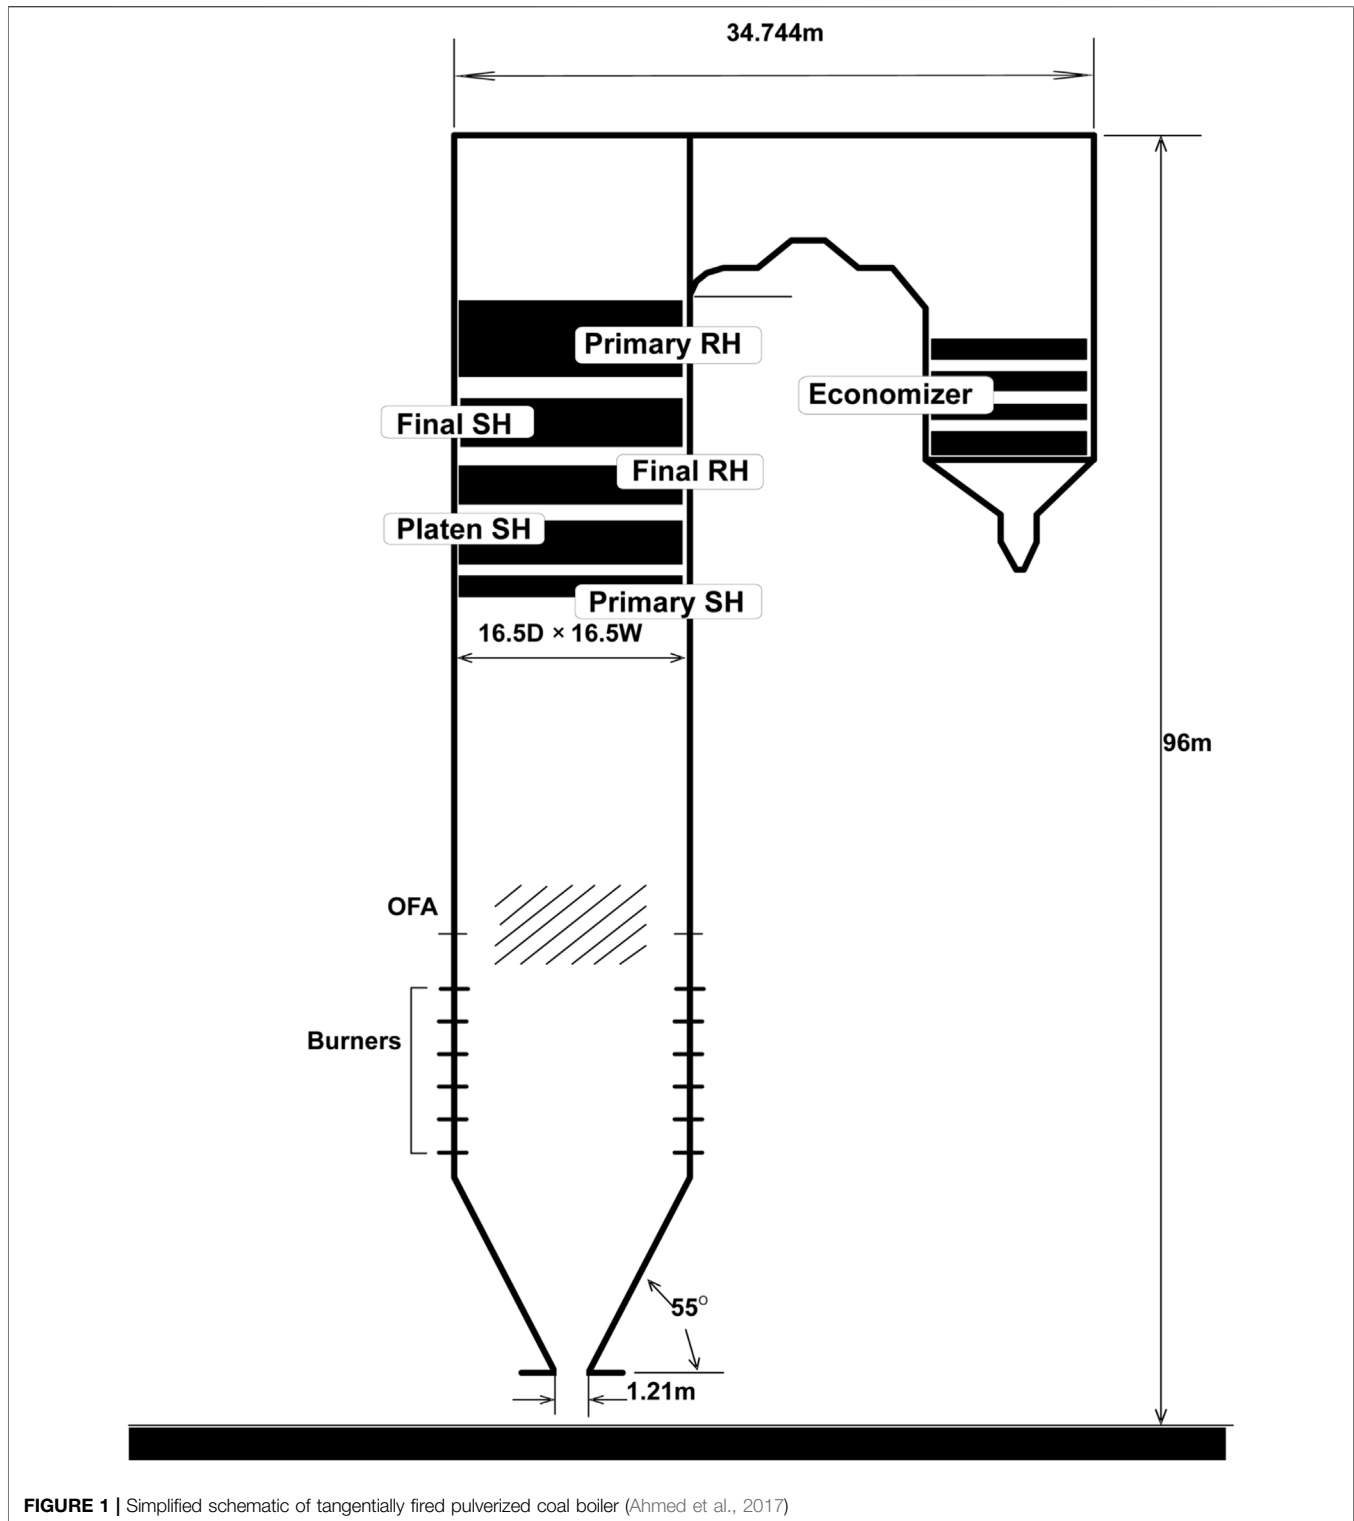 34.744m
Primary RH
Economizer
Final SH
Final RH
Platen SH
Primary SH
16.5D × 16.5W
96m
OFA
Burners
55°
1.21m
FIGURE 1 | Simplified schematic of tangentially fired pulverized coal boiler (Ahmed et al., 2017)